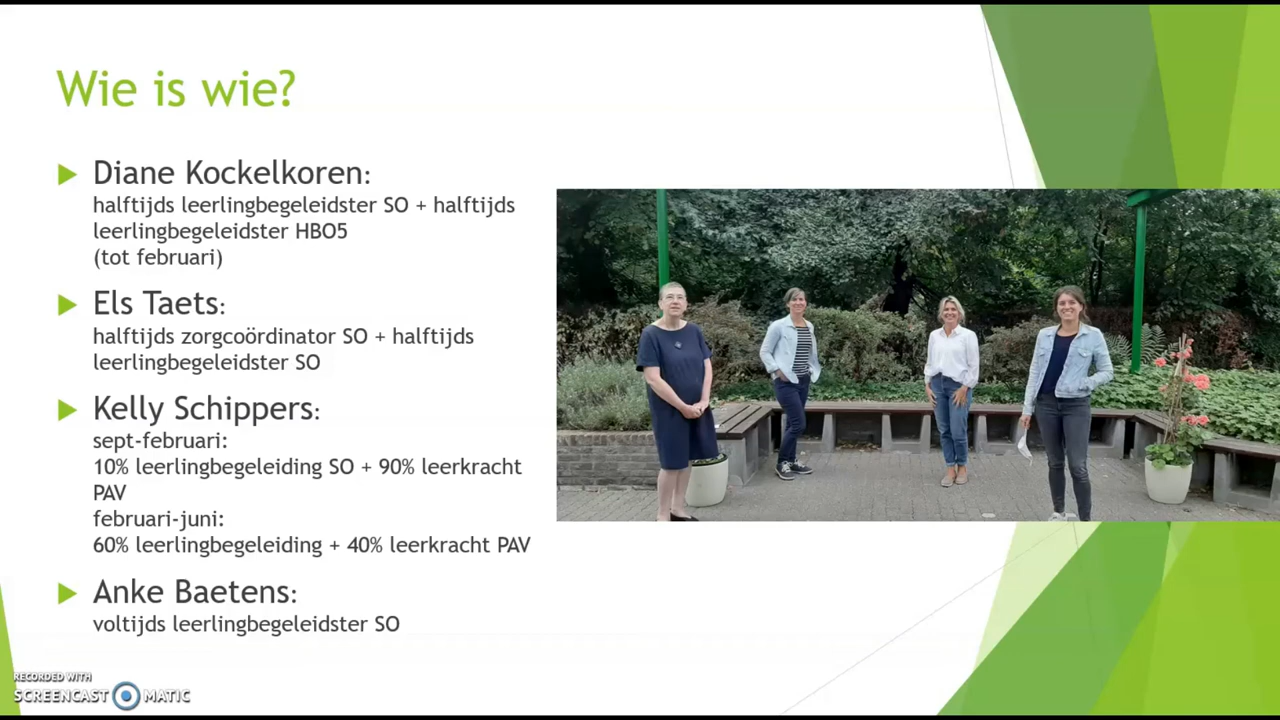 Wie is wie?
Diane Kockelkoren:
halftijds leerlingbegeleidster SO + halftijds
leerlingbegeleidster HBO5
(tot februari)
Els Taets:
halftijds zorgcoördinator SO + halftijds
leerlingbegeleidster SO
Kelly Schippers:
sept-februari:
10% leerlingbegeleiding SO + 90% leerkracht
PAV
februari-juni:
60% leerlingbegeleiding + 40% leerkracht PAV
Anke Baetens:
voltijds leerlingbegeleidster SO
RECORDED WITH
SCREENCAST MATIC